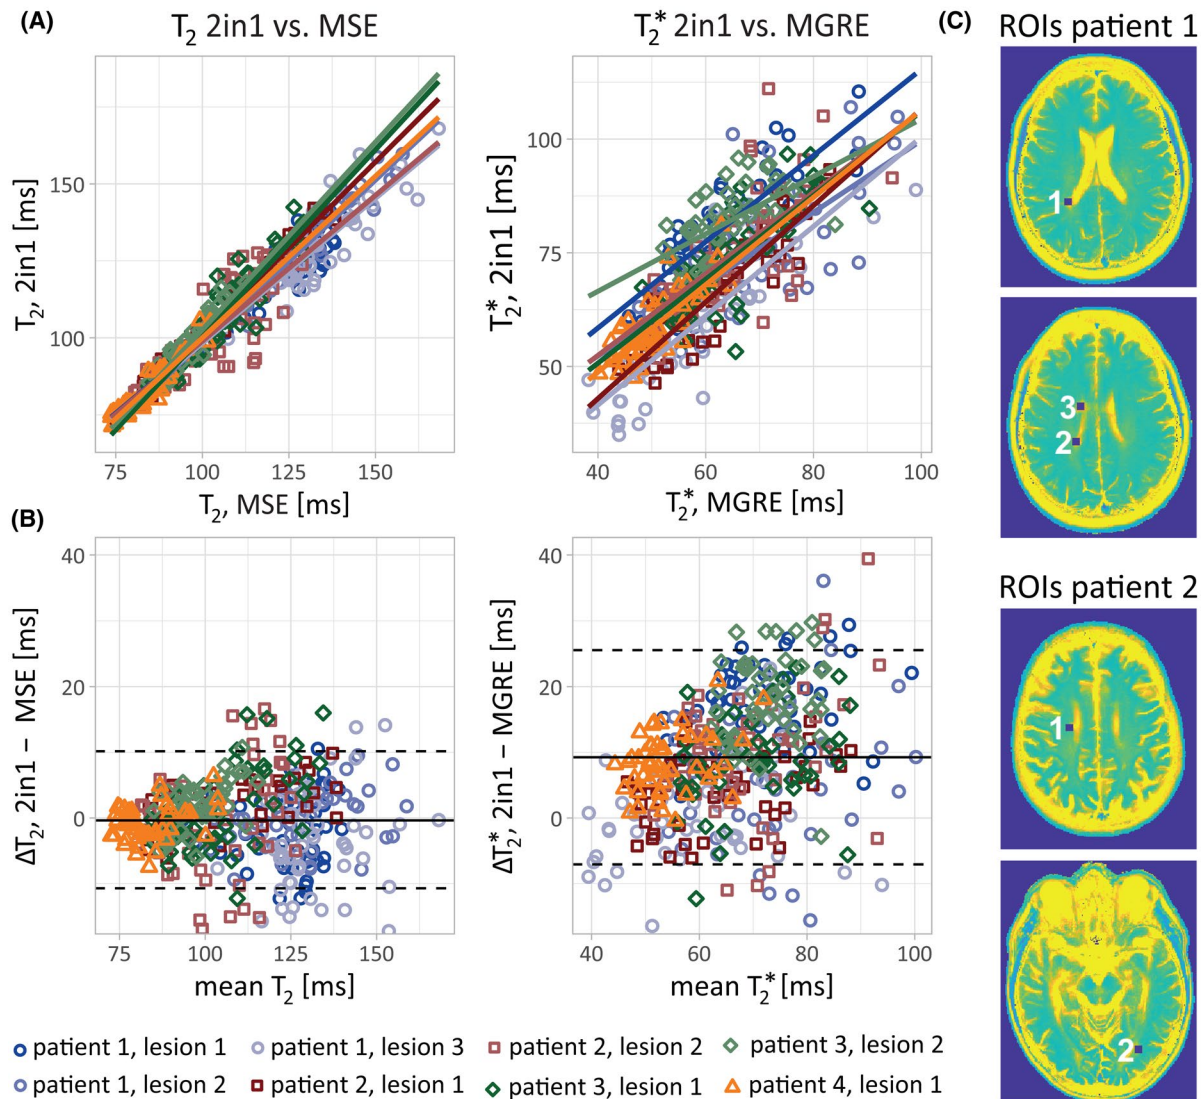 (A)
T₂ 2in1 vs. MSE
T₂* 2in1 vs. MGRE
(C)
ROIs patient 1
T₂, 2in1 [ms]
150
100
75
100
125
150
T₂, MSE [ms]
T₂*, 2in1 [ms]
100
75
50
40
60
80
100
T₂*, MGRE [ms]
1
3
2
(B)
ΔT₂, 2in1 − MSE [ms]
40
20
0
75
100
125
150
mean T₂ [ms]
ΔT₂*, 2in1 − MGRE [ms]
40
20
0
40
60
80
100
mean T₂* [ms]
ROIs patient 2
1
2
patient 1, lesion 1
patient 1, lesion 3
patient 2, lesion 2
patient 3, lesion 2
patient 1, lesion 2
patient 2, lesion 1
patient 3, lesion 1
patient 4, lesion 1